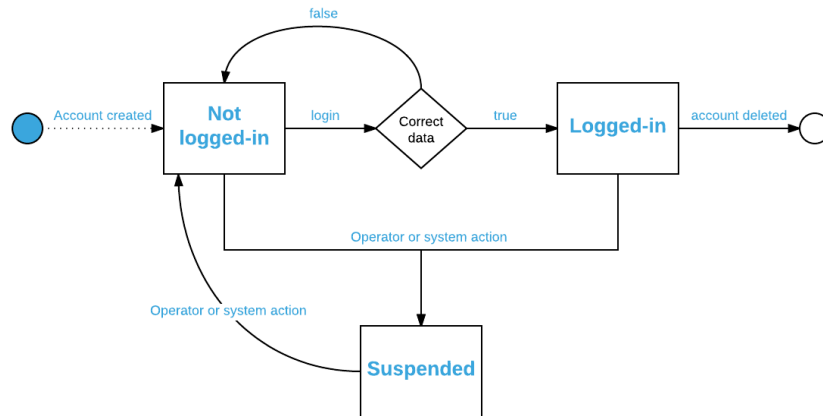 false
Account created
Not
logged-in
login
Correct
data
true
Logged-in
account deleted
Operator or system action
Operator or system action
Suspended